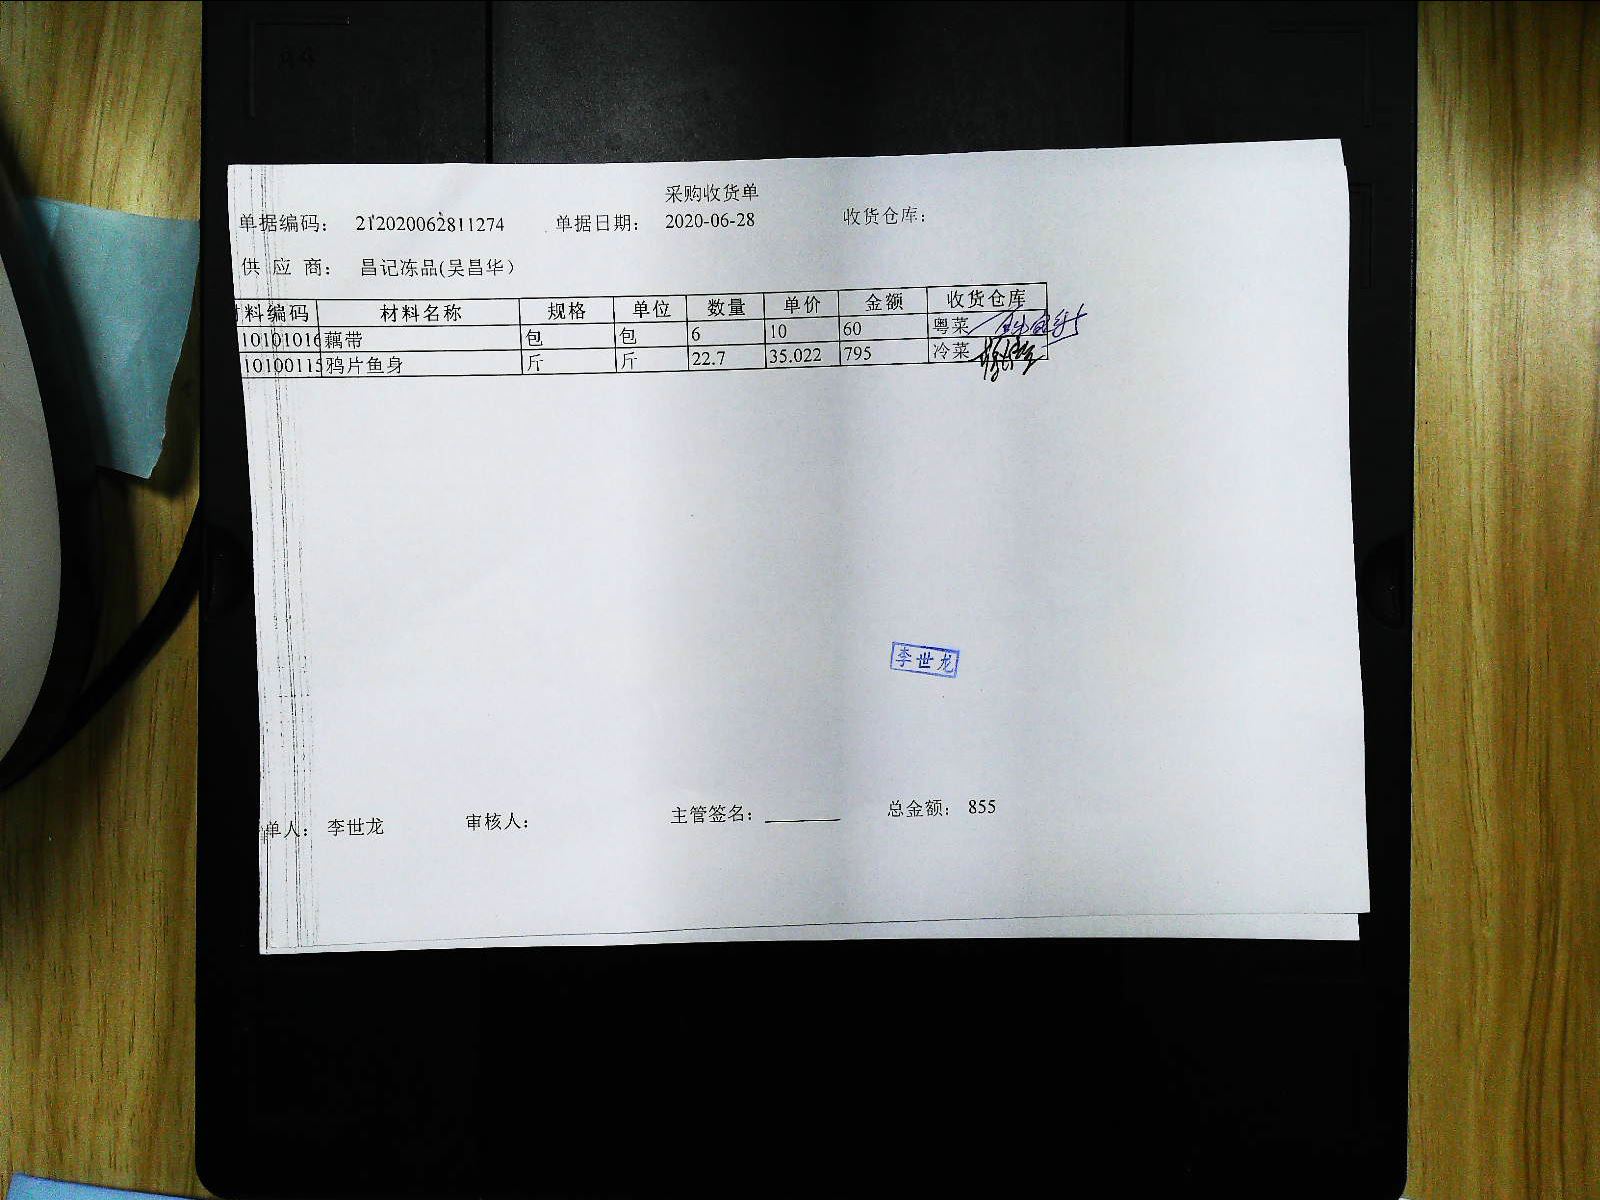 采购收货单
单据编码： 212020062811274 单据日期： 2020-06-28 收货仓库：
供 应 商： 昌记冻品(吴昌华）
料编码 材料名称 规格 单位 数量 单价 金额 收货仓库
10101016 藕带 包 包 6 10 60 粤菜
10100115 鸦片鱼身 斤 斤 22.7 35.022 795 冷菜
李世龙
单人： 李世龙 审核人： 主管签名： 总金额： 855